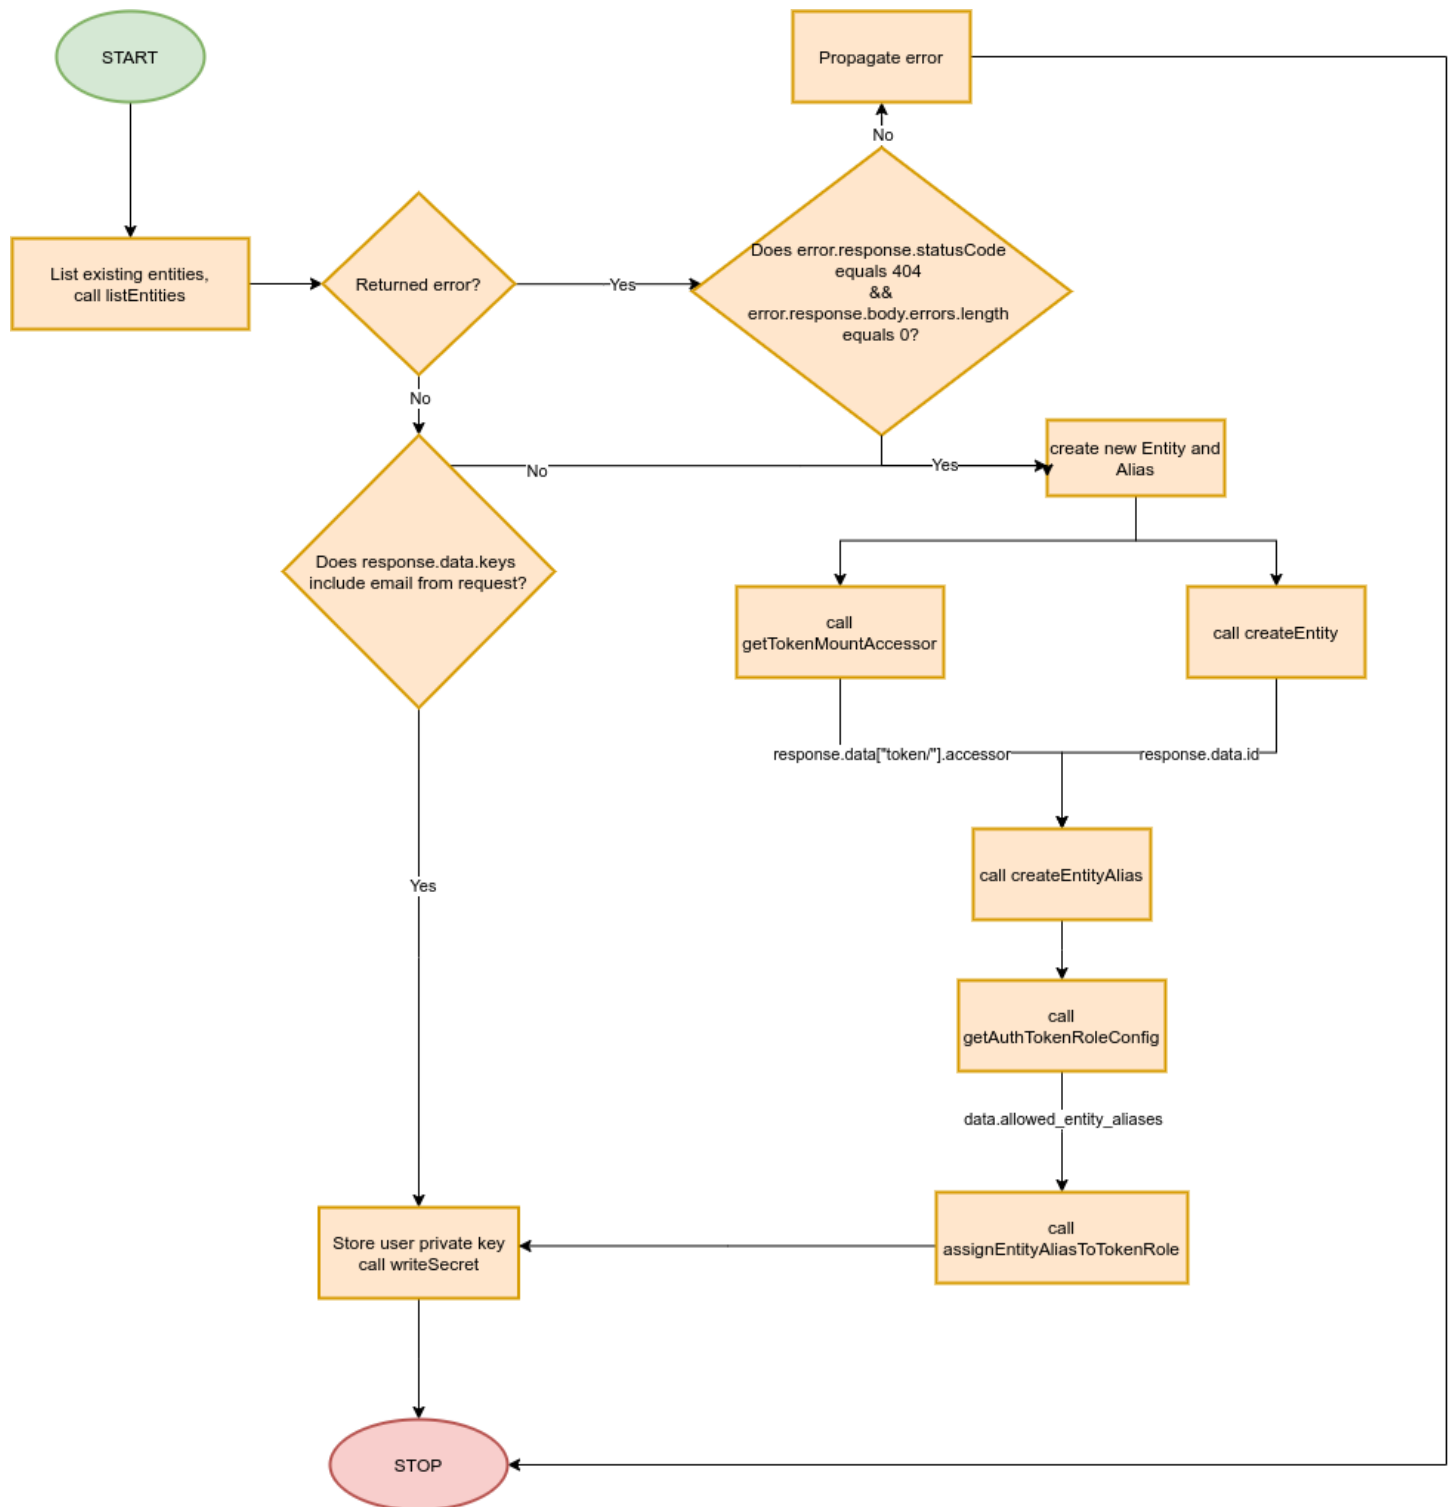 START
Propagate error
No
List existing entities,
call listEntities
Returned error?
Yes
Does error.response.statusCode
equals 404
&&
error.response.body.errors.length
equals 0?
No
create new Entity and
Alias
No
Yes
Does response.data.keys
include email from request?
call
getTokenMountAccessor
call createEntity
response.data["token/"].accessor
response.data.id
call createEntityAlias
Yes
call
getAuthTokenRoleConfig
data.allowed_entity_aliases
Store user private key
call writeSecret
call
assignEntityAliasToTokenRole
STOP